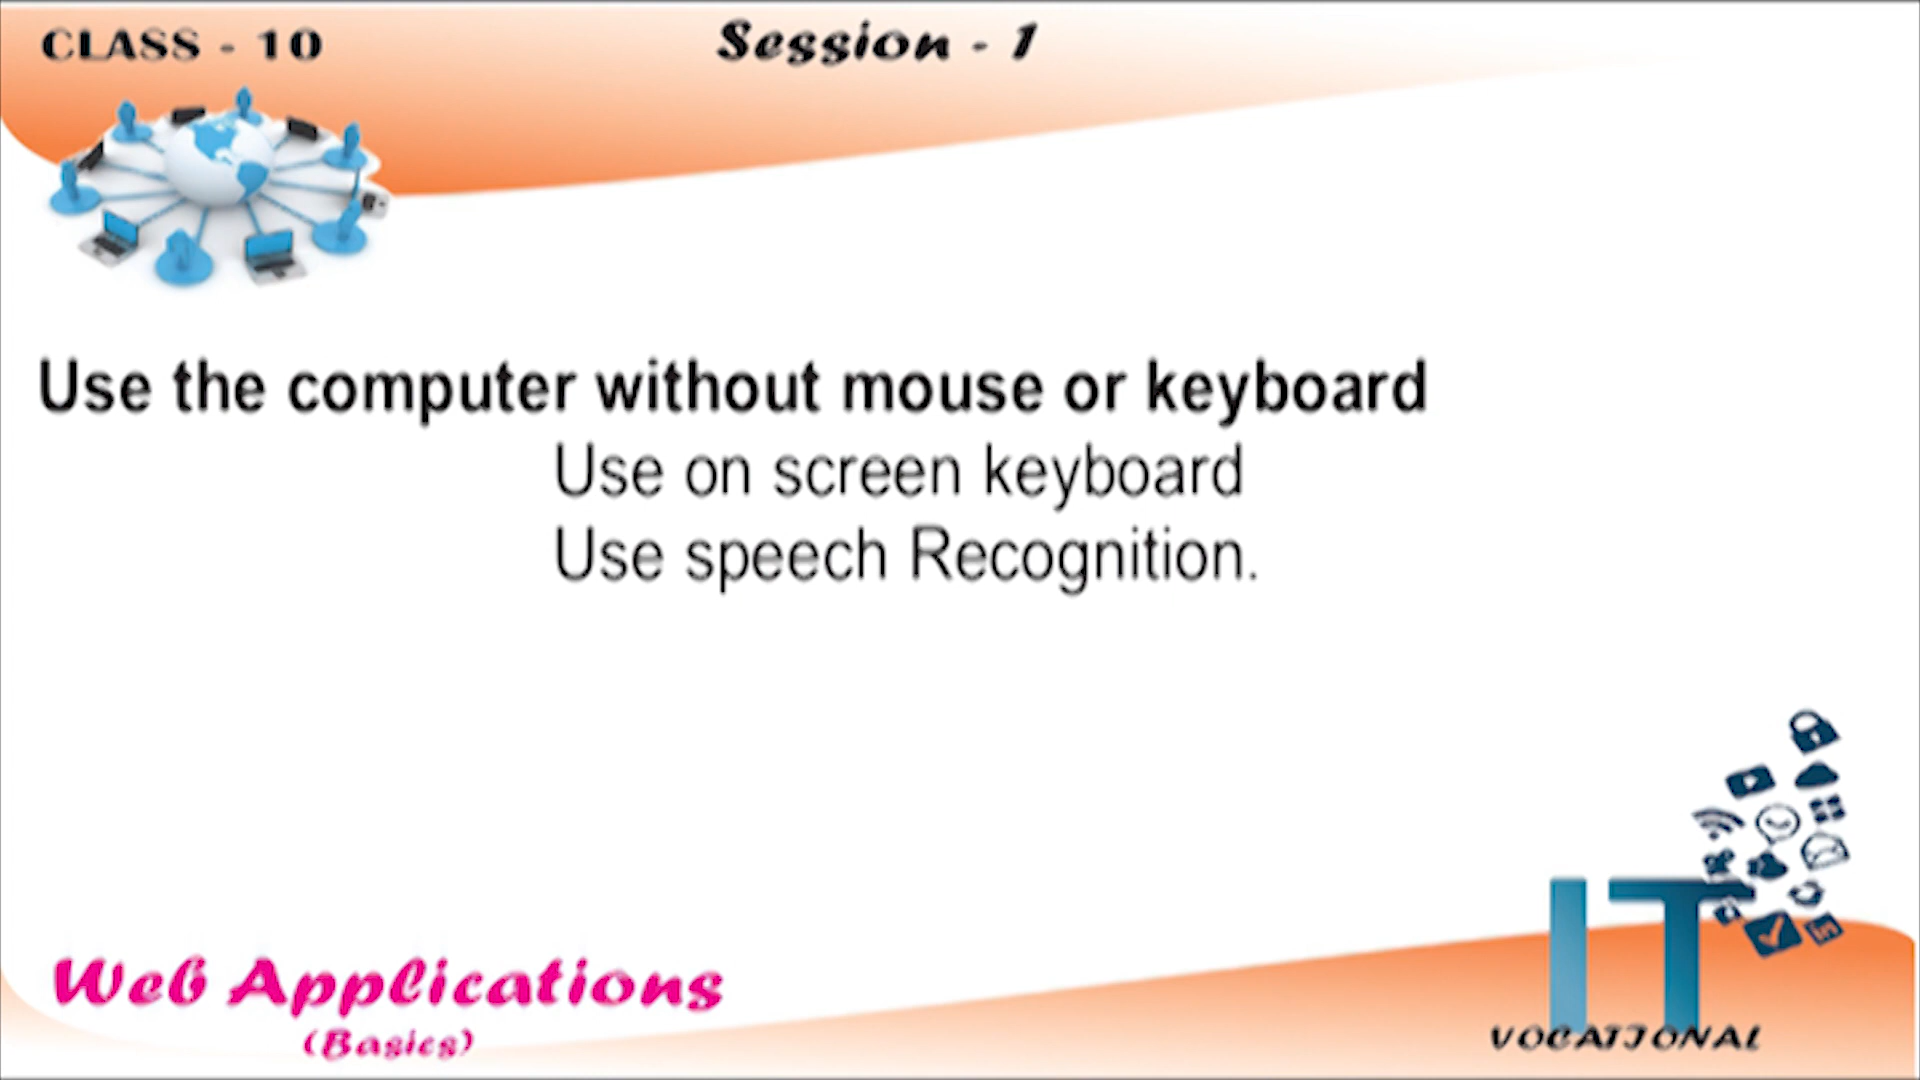 CLASS - 10
Session - 1
Use the computer without mouse or keyboard
Use on screen keyboard
Use speech Recognition.
Web Applications
(Basics)
IT
VOCATIONAL